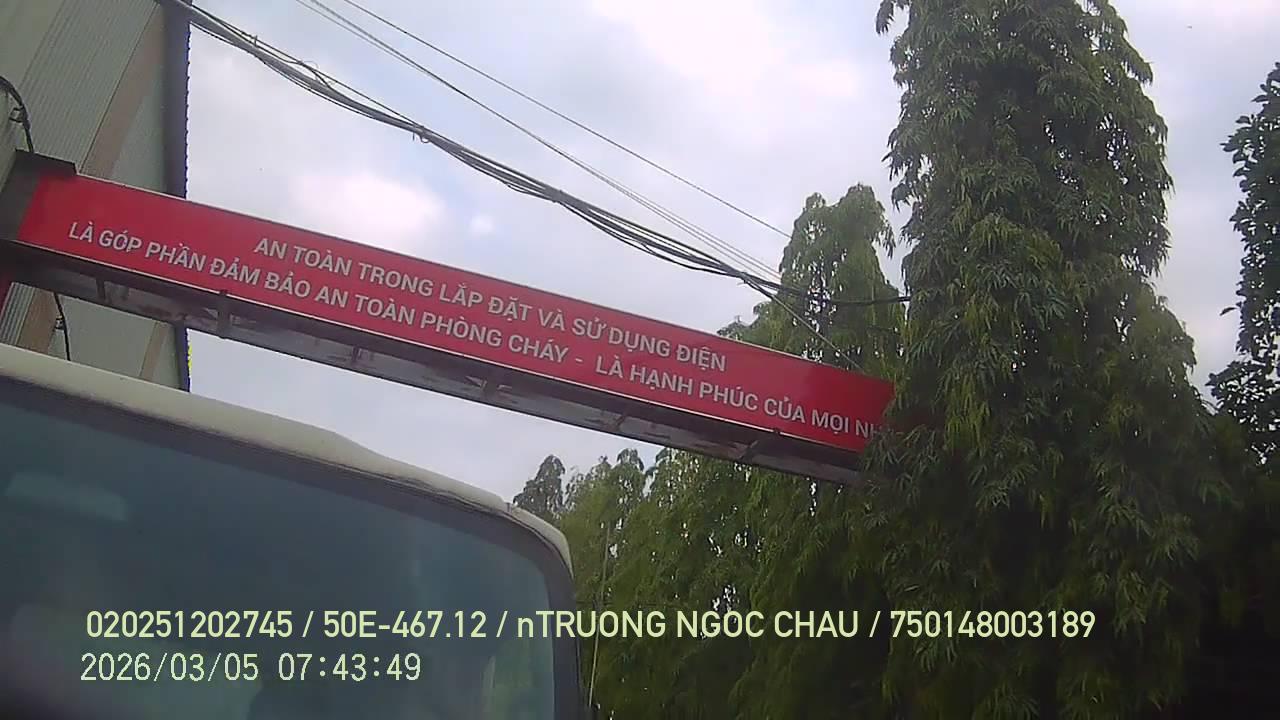 AN TOÀN TRONG LẮP ĐẶT VÀ SỬ DỤNG ĐIỆN
LÀ GÓP PHẦN ĐẢM BẢO AN TOÀN PHÒNG CHÁY - LÀ HẠNH PHÚC CỦA MỌI
020251202745 / 50E-467.12 / nTRUONG NGOC CHAU / 750148003189
2026/03/05 07:43:49